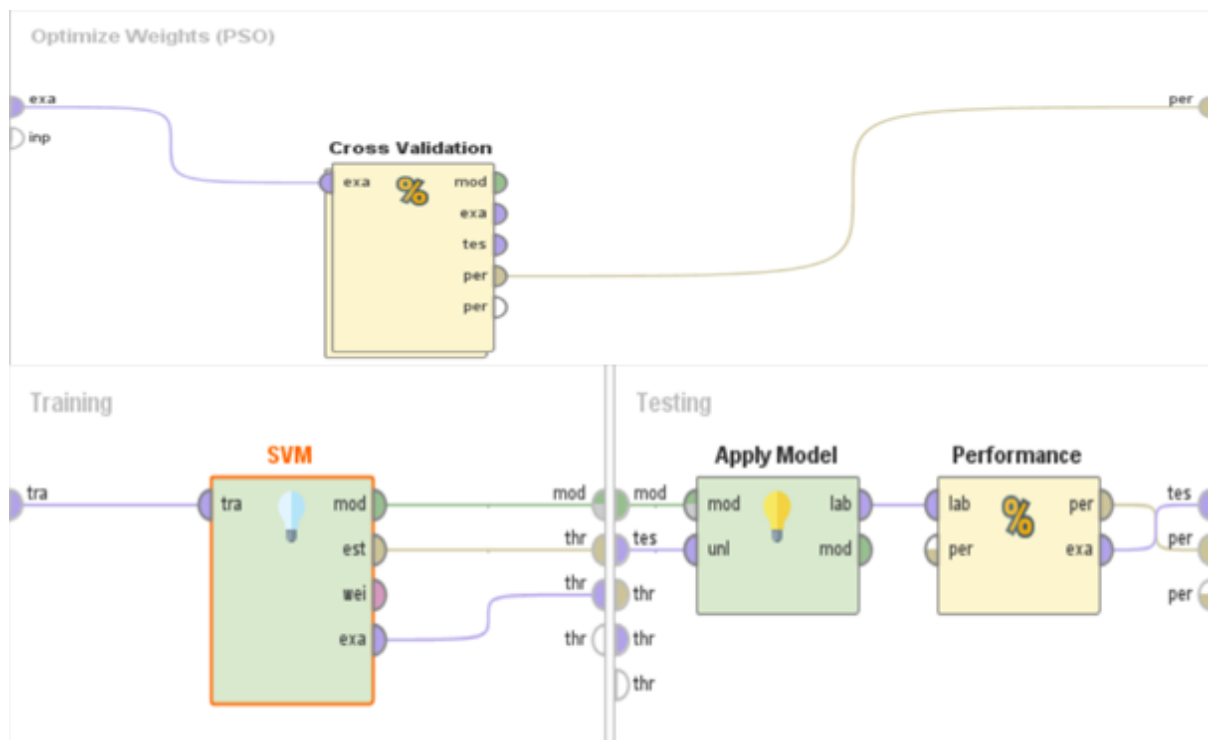 Optimize Weights (PSO)
exa
per
inp
Cross Validation
exa
mod
exa
tes
per
per
Training
Testing
SVM
Apply Model
Performance
tra
tra
mod
mod
est
thr
wei
thr
exa
thr
mod
mod
lab
tes
unl
mod
thr
thr
thr
lab
per
tes
per
exa
per
per